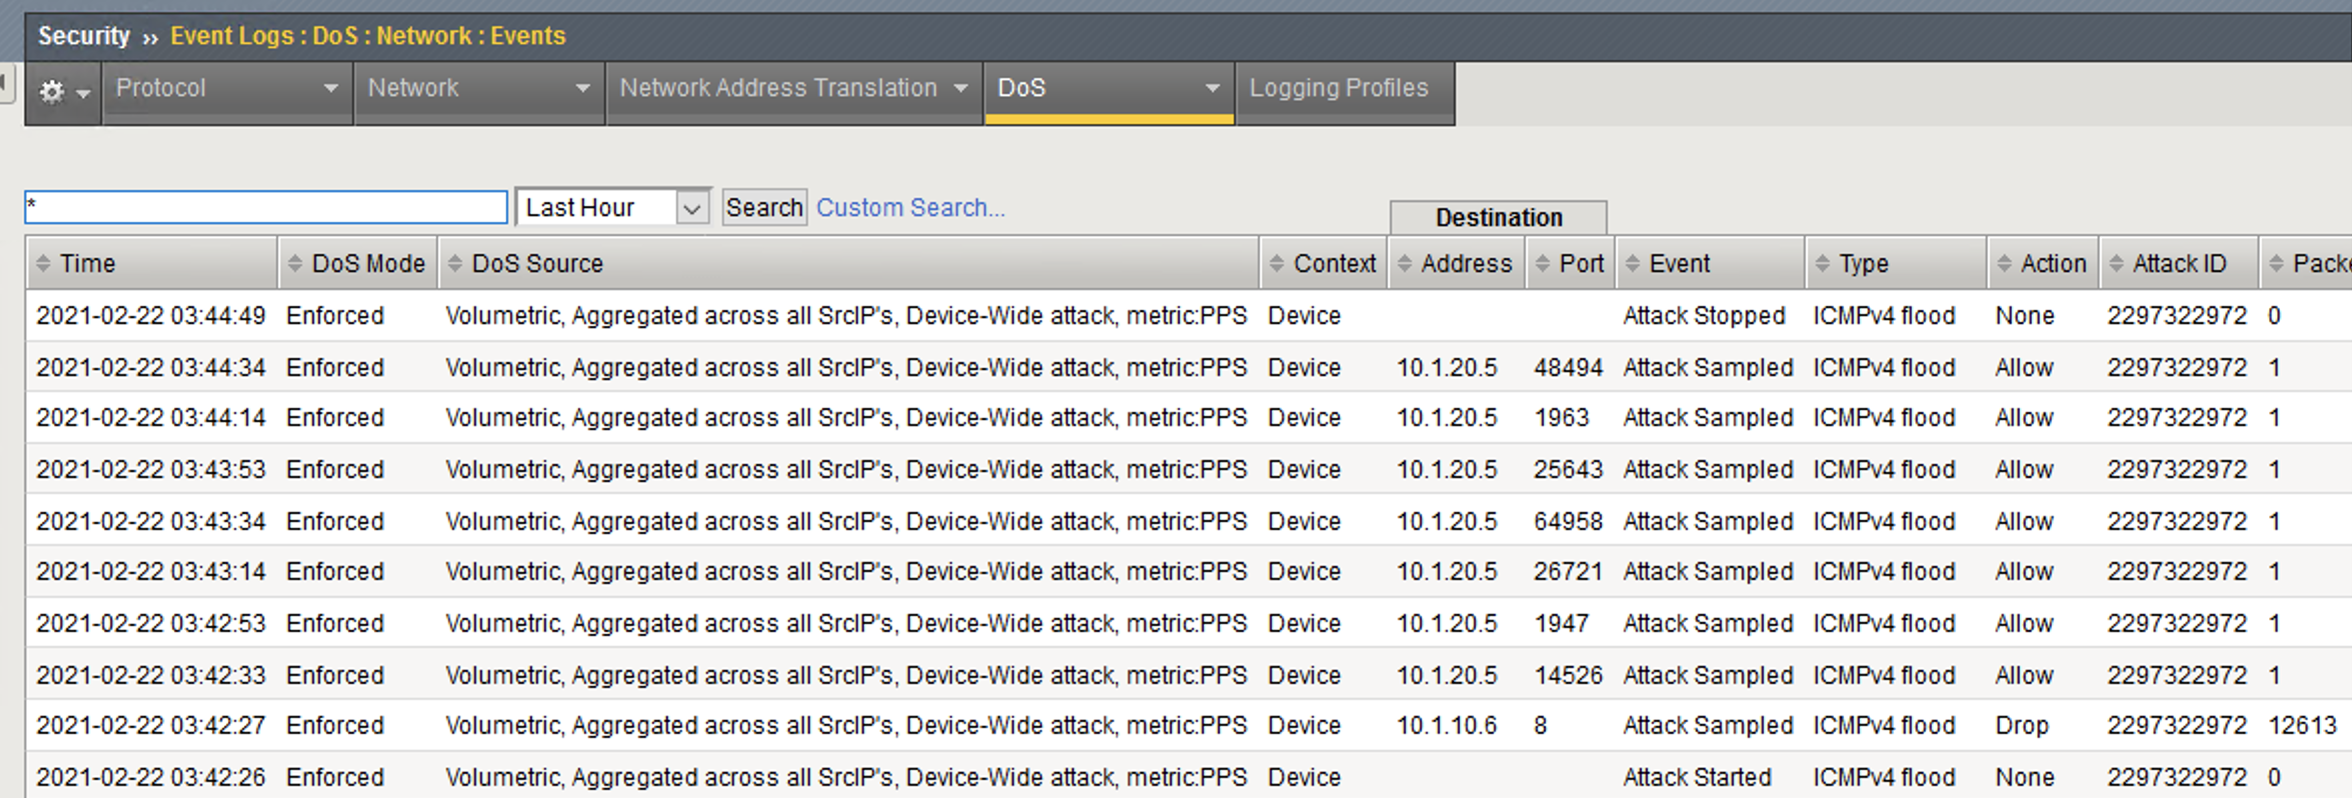 Security ›› Event Logs : DoS : Network : Events
Protocol Network Network Address Translation DoS Logging Profiles
* Last Hour Search Custom Search...
Destination
Time DoS Mode DoS Source Context Address Port Event Type Action Attack ID Packe
2021-02-22 03:44:49 Enforced Volumetric, Aggregated across all SrcIP's, Device-Wide attack, metric:PPS Device Attack Stopped ICMPv4 flood None 2297322972 0
2021-02-22 03:44:34 Enforced Volumetric, Aggregated across all SrcIP's, Device-Wide attack, metric:PPS Device 10.1.20.5 48494 Attack Sampled ICMPv4 flood Allow 2297322972 1
2021-02-22 03:44:14 Enforced Volumetric, Aggregated across all SrcIP's, Device-Wide attack, metric:PPS Device 10.1.20.5 1963 Attack Sampled ICMPv4 flood Allow 2297322972 1
2021-02-22 03:43:53 Enforced Volumetric, Aggregated across all SrcIP's, Device-Wide attack, metric:PPS Device 10.1.20.5 25643 Attack Sampled ICMPv4 flood Allow 2297322972 1
2021-02-22 03:43:34 Enforced Volumetric, Aggregated across all SrcIP's, Device-Wide attack, metric:PPS Device 10.1.20.5 64958 Attack Sampled ICMPv4 flood Allow 2297322972 1
2021-02-22 03:43:14 Enforced Volumetric, Aggregated across all SrcIP's, Device-Wide attack, metric:PPS Device 10.1.20.5 26721 Attack Sampled ICMPv4 flood Allow 2297322972 1
2021-02-22 03:42:53 Enforced Volumetric, Aggregated across all SrcIP's, Device-Wide attack, metric:PPS Device 10.1.20.5 1947 Attack Sampled ICMPv4 flood Allow 2297322972 1
2021-02-22 03:42:33 Enforced Volumetric, Aggregated across all SrcIP's, Device-Wide attack, metric:PPS Device 10.1.20.5 14526 Attack Sampled ICMPv4 flood Allow 2297322972 1
2021-02-22 03:42:27 Enforced Volumetric, Aggregated across all SrcIP's, Device-Wide attack, metric:PPS Device 10.1.10.6 8 Attack Sampled ICMPv4 flood Drop 2297322972 12613
2021-02-22 03:42:26 Enforced Volumetric, Aggregated across all SrcIP's, Device-Wide attack, metric:PPS Device Attack Started ICMPv4 flood None 2297322972 0